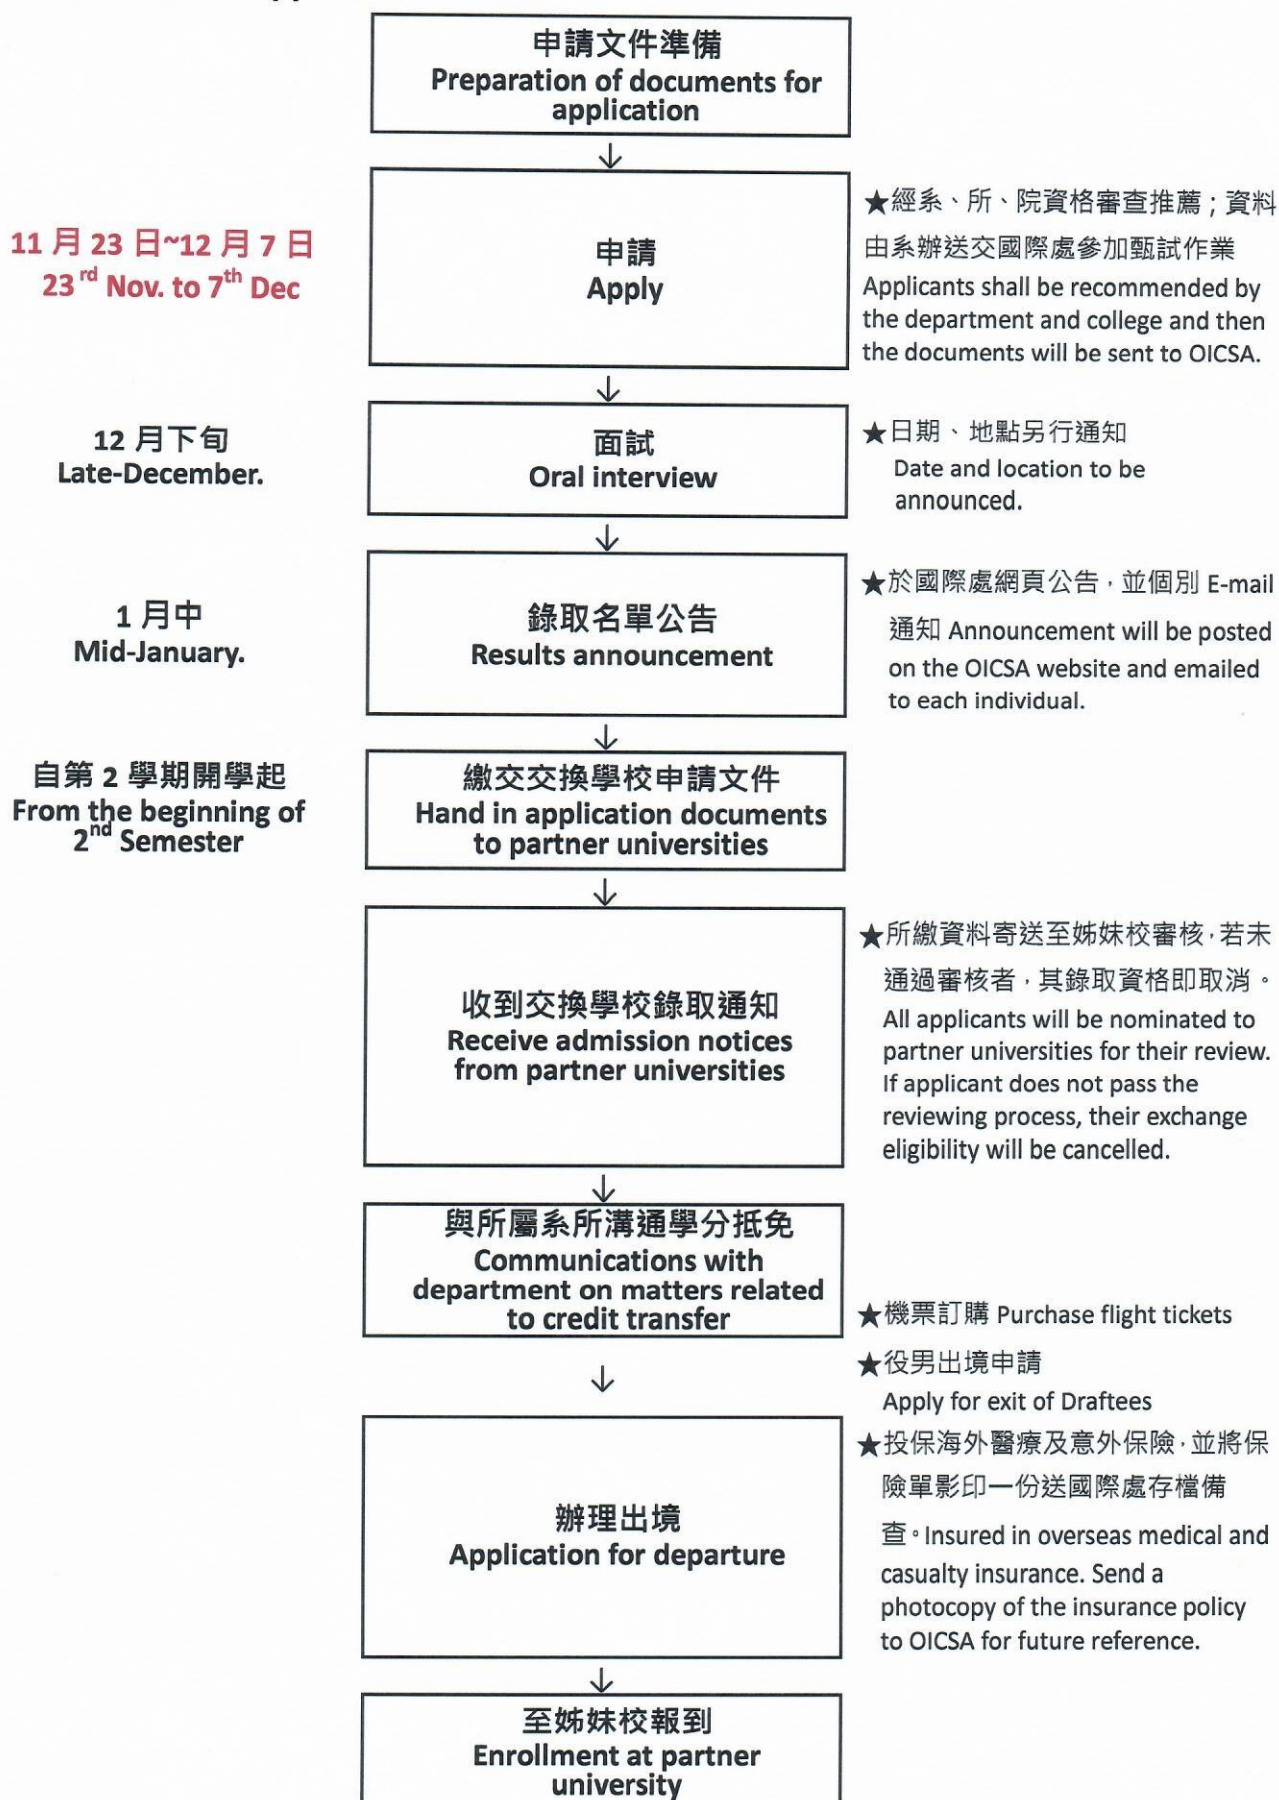 申請文件準備
Preparation of documents for
application
↓
11 月 23 日~12 月 7 日
23 rd Nov. to 7th Dec
申請
Apply
★經系、所、院資格審查推薦；資料
由系辦送交國際處參加甄試作業
Applicants shall be recommended by
the department and college and then
the documents will be sent to OICSA.
↓
12 月下旬
Late-December.
面試
Oral interview
★日期、地點另行通知
Date and location to be
announced.
↓
1 月中
Mid-January.
錄取名單公告
Results announcement
★於國際處網頁公告，並個別 E-mail
通知 Announcement will be posted
on the OICSA website and emailed
to each individual.
↓
自第 2 學期開學起
From the beginning of
2nd Semester
繳交交換學校申請文件
Hand in application documents
to partner universities
↓
收到交換學校錄取通知
Receive admission notices
from partner universities
★所繳資料寄送至姊妹校審核，若未
通過審核者，其錄取資格即取消。
All applicants will be nominated to
partner universities for their review.
If applicant does not pass the
reviewing process, their exchange
eligibility will be cancelled.
↓
與所屬系所溝通學分抵免
Communications with
department on matters related
to credit transfer
↓
辦理出境
Application for departure
★機票訂購 Purchase flight tickets
★役男出境申請
Apply for exit of Draftees
★投保海外醫療及意外保險，並將保
險單影印一份送國際處存檔備
查。Insured in overseas medical and
casualty insurance. Send a
photocopy of the insurance policy
to OICSA for future reference.
↓
至姊妹校報到
Enrollment at partner
university